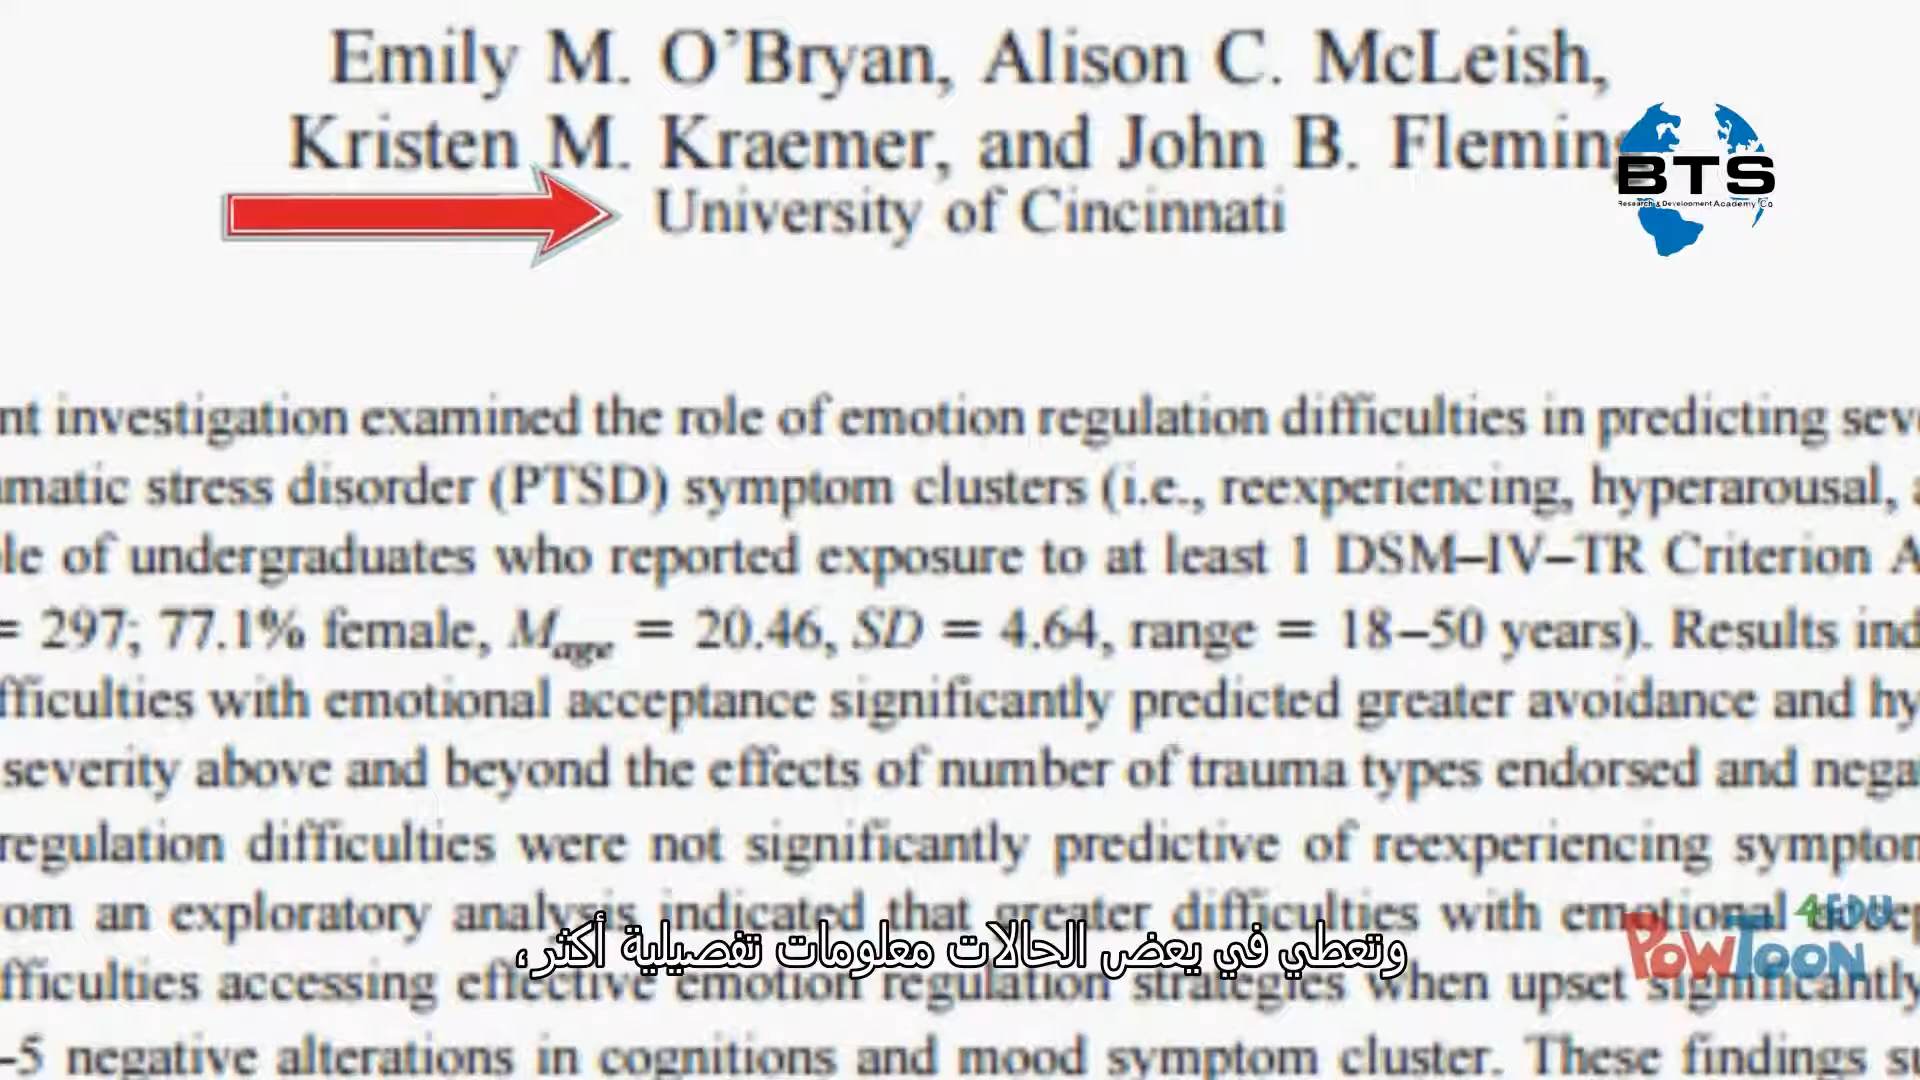 Emily M. O’Bryan, Alison C. McLeish,
Kristen M. Kraemer, and John B. Fleming
University of Cincinnati
BTS
Research & Development Academy Co
nt investigation examined the role of emotion regulation difficulties in predicting seve
matic stress disorder (PTSD) symptom clusters (i.e., reexperiencing, hyperarousal, a
le of undergraduates who reported exposure to at least 1 DSM–IV–TR Criterion A
= 297; 77.1% female, Mage = 20.46, SD = 4.64, range = 18–50 years). Results ind
fficulties with emotional acceptance significantly predicted greater avoidance and hy
severity above and beyond the effects of number of trauma types endorsed and nega
regulation difficulties were not significantly predictive of reexperiencing symptom
om an exploratory analysis indicated that greater difficulties with emotional
وتعطي في بعض الحالات معلومات تفصيلية أكثر،
4EDU
POWTOON
fficulties accessing effective emotion regulation strategies when upset significantly
–5 negative alterations in cognitions and mood symptom cluster. These findings su